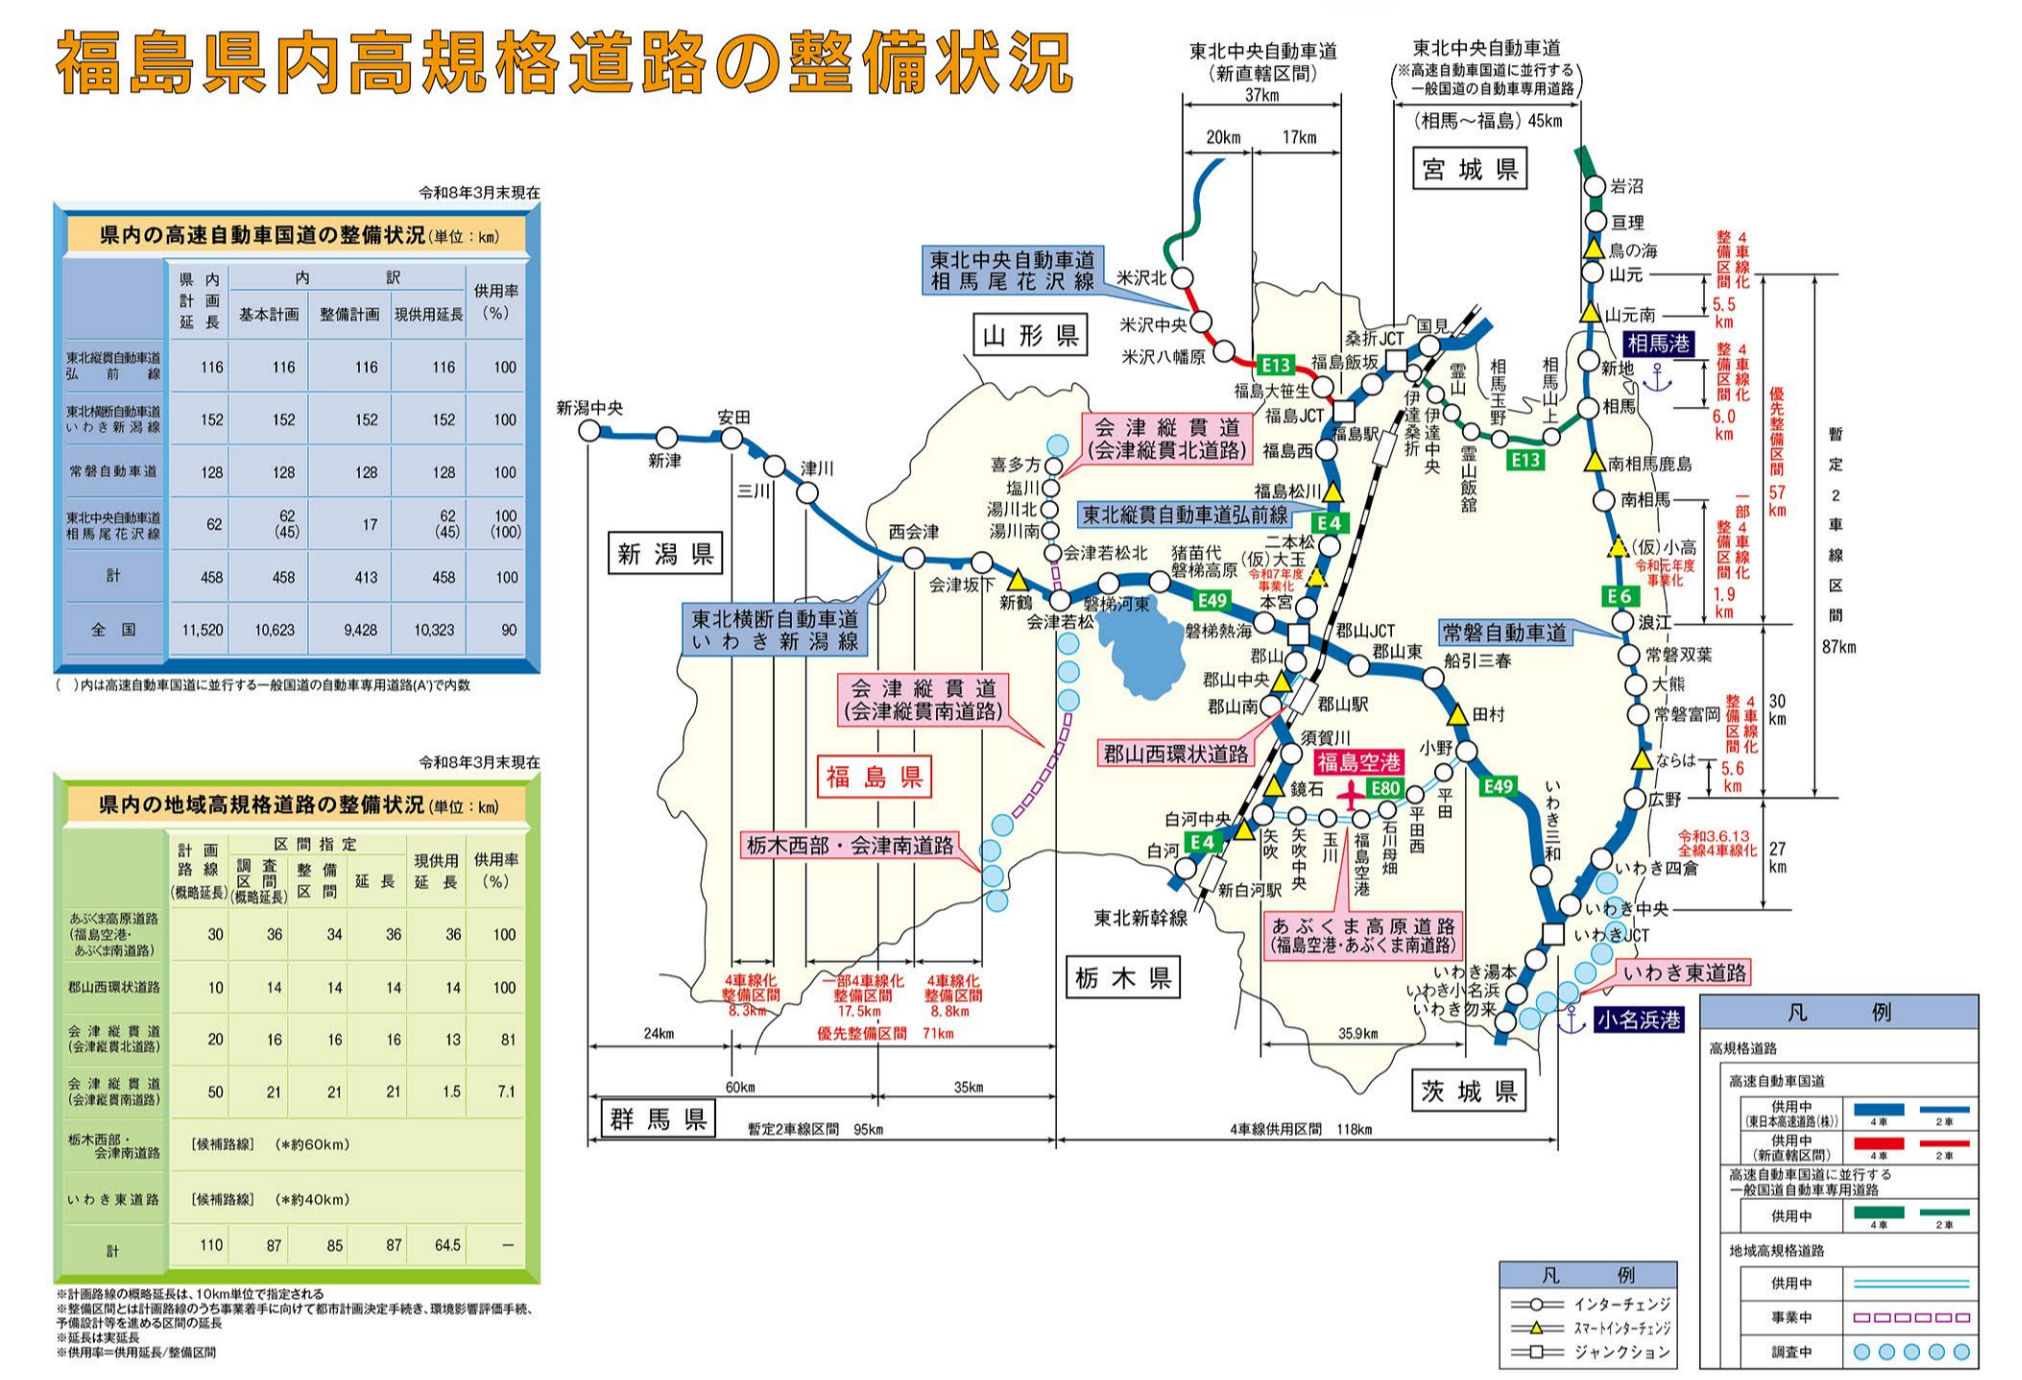 福島県内高規格道路の整備状況
令和8年3月末現在
県内の高速自動車国道の整備状況(単位：km)
県内計画延長 内訳 供用率(%)
基本計画 整備計画 現供用延長
東北縦貫自動車道弘前線 116 116 116 116 100
東北横断自動車道いわき新潟線 152 152 152 152 100
常磐自動車道 128 128 128 128 100
東北中央自動車道相馬尾花沢線 62 62(45) 17 62(45) 100(100)
計 458 458 413 458 100
全国 11,520 10,623 9,428 10,323 90
(　)内は高速自動車国道に並行する一般国道の自動車専用道路(A')で内数
令和8年3月末現在
県内の地域高規格道路の整備状況(単位：km)
計画路線(概略延長) 区間指定 現供用延長 供用率(%)
調査区間(概略延長) 整備区間 延長
あぶくま高原道路(福島空港・あぶくま南道路) 30 36 34 36 36 100
郡山西環状道路 10 14 14 14 14 100
会津縦貫道(会津縦貫北道路) 20 16 16 16 13 81
会津縦貫道(会津縦貫南道路) 50 21 21 21 1.5 7.1
栃木西部・会津南道路 [候補路線] (*約60km)
いわき東道路 [候補路線] (*約40km)
計 110 87 85 87 64.5 －
※計画路線の概略延長は、10km単位で指定される
※整備区間とは計画路線のうち事業着手に向けて都市計画決定手続き、環境影響評価手続、
予備設計等を進める区間の延長
※延長は実延長
※供用率＝供用延長/整備区間
東北中央自動車道
(新直轄区間)
37km
20km
17km
東北中央自動車道
(※高速自動車国道に並行する
一般国道の自動車専用道路)
(相馬～福島) 45km
宮城県
山形県
新潟県
福島県
栃木県
茨城県
群馬県
東北中央自動車道
相馬尾花沢線
米沢北
米沢中央
米沢八幡原
E13
福島大笹生
福島JCT
福島飯坂
桑折JCT
国見
福島駅
福島西
福島松川
東北縦貫自動車道弘前線
E4
二本松
(仮)大玉
令和7年度
事業化
本宮
郡山JCT
郡山
郡山中央
郡山南
郡山駅
郡山西環状道路
須賀川
鏡石
矢吹
白河中央
E4
白河
新白河駅
東北新幹線
伊達桑折
伊達中央
霊山
霊山飯舘
相馬玉野
相馬山上
E13
岩沼
亘理
鳥の海
山元
山元南
相馬港
新地
相馬
南相馬鹿島
南相馬
(仮)小高
令和元年度
事業化
E6
浪江
常磐自動車道
常磐双葉
大熊
常磐富岡
ならは
広野
いわき四倉
いわき中央
いわきJCT
いわき湯本
いわき小名浜
いわき勿来
いわき東道路
小名浜港
4車線化
整備区間
5.5
km
4車線化
整備区間
6.0
km
一部4車線化
整備区間
1.9
km
優先整備区間
57
km
暫定2車線区間
87km
4車線化
整備区間
5.6
km
30
km
令和3.6.13
全線4車線化
27
km
新潟中央
新津
安田
三川
津川
西会津
会津坂下
新鶴
会津若松
磐梯河東
猪苗代
磐梯高原
E49
磐梯熱海
郡山東
船引三春
田村
小野
E49
いわき三和
東北横断自動車道
いわき新潟線
会津縦貫道
(会津縦貫北道路)
喜多方
塩川
湯川北
湯川南
会津若松北
会津縦貫道
(会津縦貫南道路)
栃木西部・会津南道路
福島空港
E80
矢吹中央
玉川
福島空港
石川母畑
平田西
平田
あぶくま高原道路
(福島空港・あぶくま南道路)
35.9km
4車線化
整備区間
8.3km
一部4車線化
整備区間
17.5km
4車線化
整備区間
8.8km
優先整備区間 71km
24km
60km
35km
暫定2車線区間 95km
4車線供用区間 118km
凡例
インターチェンジ
スマートインターチェンジ
ジャンクション
凡例
高規格道路
高速自動車国道
供用中
(東日本高速道路(株))
4車 2車
供用中
(新直轄区間)
4車 2車
高速自動車国道に並行する
一般国道自動車専用道路
供用中
4車 2車
地域高規格道路
供用中
事業中
調査中